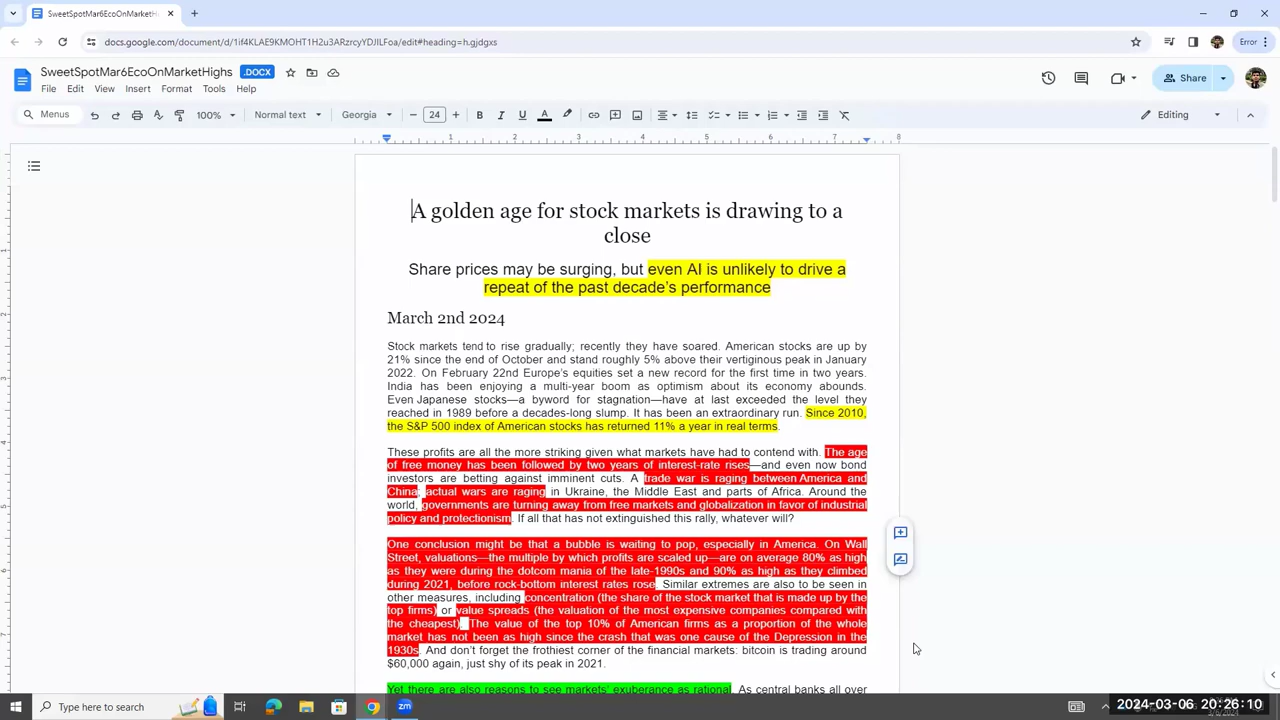 SweetSpotMar6EcoOnMarketHigh
docs.google.com/document/d/1if4KLAE9KMOHT1H2u3ARzrcyYDJILFoa/edit#heading=h.gjdgxs
Error
SweetSpotMar6EcoOnMarketHighs .DOCX
File Edit View Insert Format Tools Help
Share
Menus 100% Normal text Georgia 24 B I U A Editing
1 2 3 4 5 6 7 8
A golden age for stock markets is drawing to a
close
Share prices may be surging, but even AI is unlikely to drive a
repeat of the past decade's performance
March 2nd 2024
Stock markets tend to rise gradually; recently they have soared. American stocks are up by
21% since the end of October and stand roughly 5% above their vertiginous peak in January
2022. On February 22nd Europe's equities set a new record for the first time in two years.
India has been enjoying a multi-year boom as optimism about its economy abounds.
Even Japanese stocks—a byword for stagnation—have at last exceeded the level they
reached in 1989 before a decades-long slump. It has been an extraordinary run. Since 2010,
the S&P 500 index of American stocks has returned 11% a year in real terms.
These profits are all the more striking given what markets have had to contend with. The age
of free money has been followed by two years of interest-rate rises—and even now bond
investors are betting against imminent cuts. A trade war is raging between America and
China, actual wars are raging in Ukraine, the Middle East and parts of Africa. Around the
world, governments are turning away from free markets and globalization in favor of industrial
policy and protectionism. If all that has not extinguished this rally, whatever will?
One conclusion might be that a bubble is waiting to pop, especially in America. On Wall
Street, valuations—the multiple by which profits are scaled up—are on average 80% as high
as they were during the dotcom mania of the late-1990s and 90% as high as they climbed
during 2021, before rock-bottom interest rates rose. Similar extremes are also to be seen in
other measures, including concentration (the share of the stock market that is made up by the
top firms) or value spreads (the valuation of the most expensive companies compared with
the cheapest). The value of the top 10% of American firms as a proportion of the whole
market has not been as high since the crash that was one cause of the Depression in the
1930s. And don't forget the frothiest corner of the financial markets: bitcoin is trading around
$60,000 again, just shy of its peak in 2021.
Yet there are also reasons to see markets' exuberance as rational. As central banks all over
Type here to search
zm
2024-03-06 20:26:10